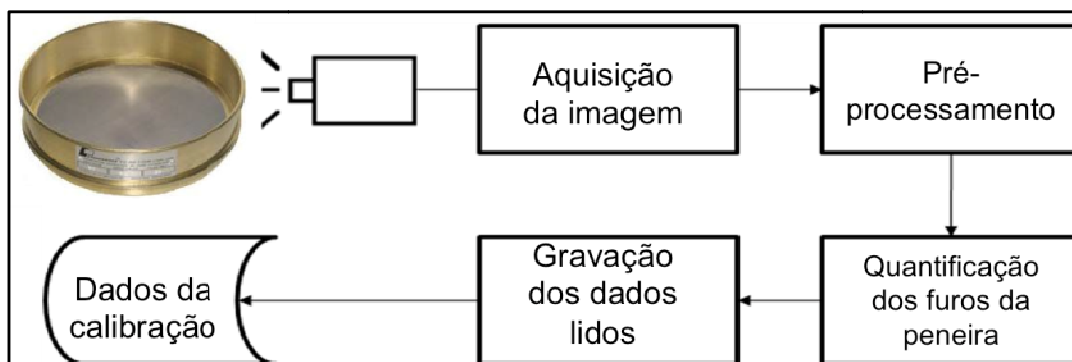 Aquisição
da imagem
Pré-
processamento
Quantificação
dos furos da
peneira
Gravação
dos dados
lidos
Dados da
calibração